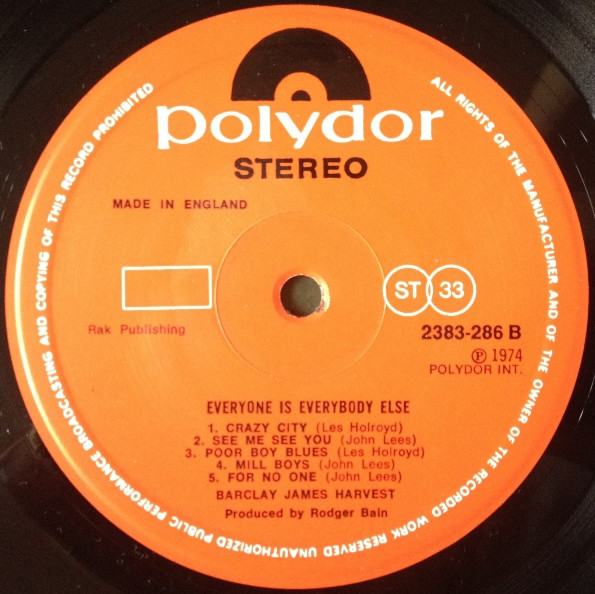 polydor
STEREO
MADE IN ENGLAND
ST 33
Rak Publishing
2383-286 B
Ⓟ 1974
POLYDOR INT.
EVERYONE IS EVERYBODY ELSE
1. CRAZY CITY (Les Holroyd)
2. SEE ME SEE YOU (John Lees)
3. POOR BOY BLUES (Les Holroyd)
4. MILL BOYS (John Lees)
5. FOR NO ONE (John Lees)
BARCLAY JAMES HARVEST
Produced by Rodger Bain
ALL RIGHTS OF THE MANUFACTURER AND OF THE OWNER OF THE RECORDED WORK RESERVED UNAUTHORIZED PUBLIC PERFORMANCE BROADCASTING AND COPYING OF THIS RECORD PROHIBITED